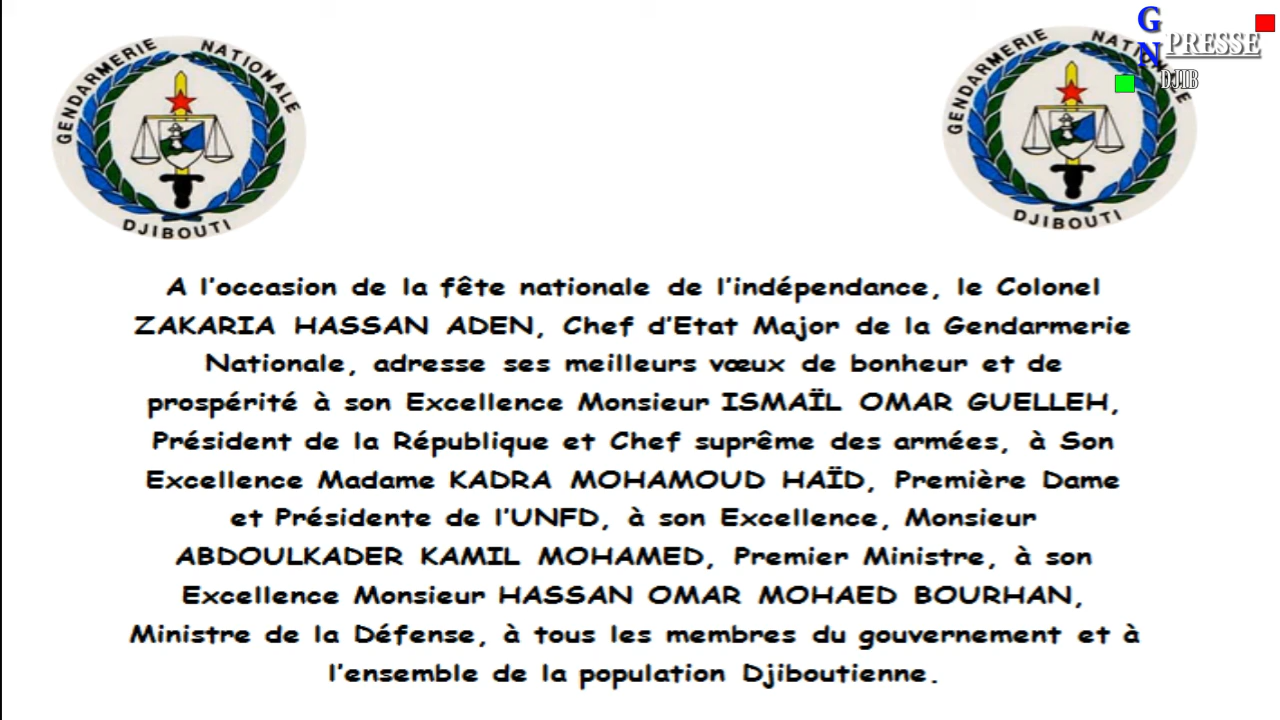 GENDARMERIE NATIONALE
DJIBOUTI
GENDARMERIE NATIONALE
DJIBOUTI
GN PRESSE
DJIB
A l'occasion de la fête nationale de l'indépendance, le Colonel
ZAKARIA HASSAN ADEN, Chef d'Etat Major de la Gendarmerie
Nationale, adresse ses meilleurs vœux de bonheur et de
prospérité à son Excellence Monsieur ISMAÏL OMAR GUELLEH,
Président de la République et Chef suprême des armées, à Son
Excellence Madame KADRA MOHAMOUD HAÏD, Première Dame
et Présidente de l'UNFD, à son Excellence, Monsieur
ABDOULKADER KAMIL MOHAMED, Premier Ministre, à son
Excellence Monsieur HASSAN OMAR MOHAED BOURHAN,
Ministre de la Défense, à tous les membres du gouvernement et à
l'ensemble de la population Djiboutienne.